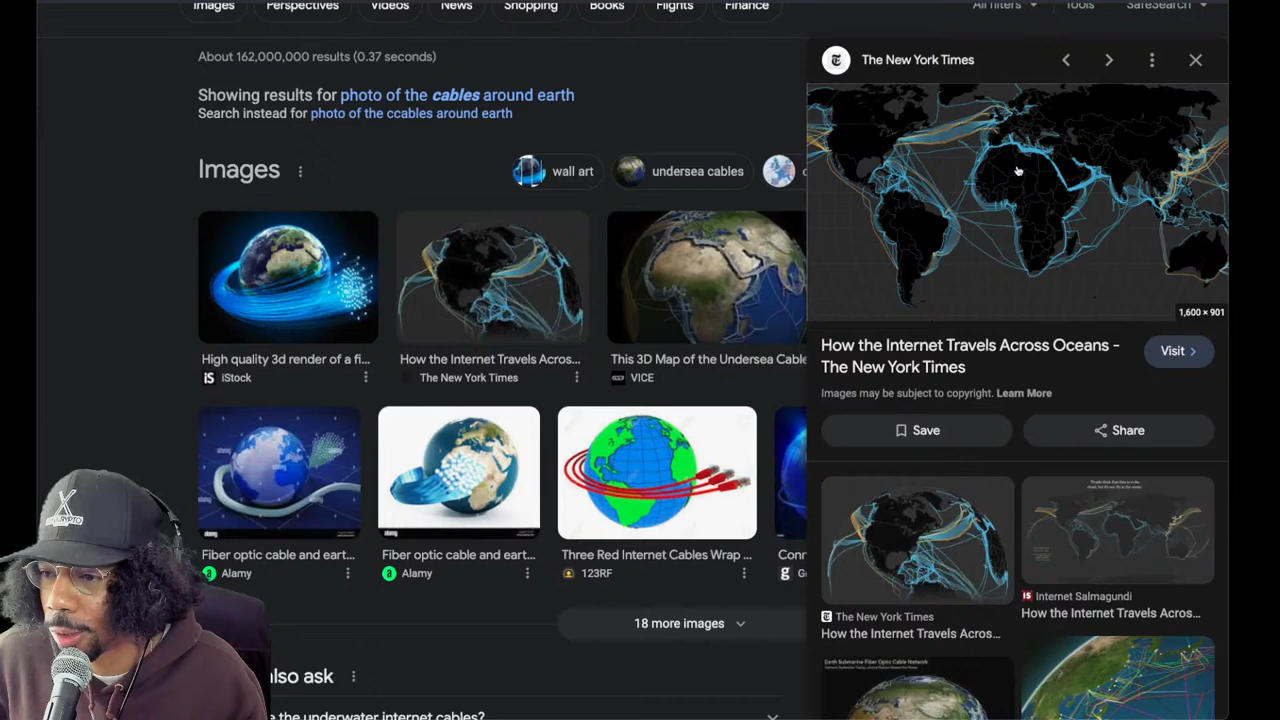 Images
Perspectives
Videos
News
Shopping
Books
Flights
Finance
All filters
Tools
SafeSearch
About 162,000,000 results (0.37 seconds)
Showing results for photo of the cables around earth
Search instead for photo of the ccables around earth
Images
wall art
undersea cables
High quality 3d render of a fi...
iStock
How the Internet Travels Acros...
The New York Times
This 3D Map of the Undersea Cable
VICE
Fiber optic cable and eart...
Alamy
Fiber optic cable and eart...
Alamy
Three Red Internet Cables Wrap ...
123RF
Conn
18 more images
also ask
the underwater internet cables?
The New York Times
1,600 × 901
How the Internet Travels Across Oceans -
The New York Times
Visit
Images may be subject to copyright. Learn More
Save
Share
The New York Times
How the Internet Travels Acros...
Internet Salmagundi
How the Internet Travels Acros...
Earth Submarine Fiber Optic Cable Network